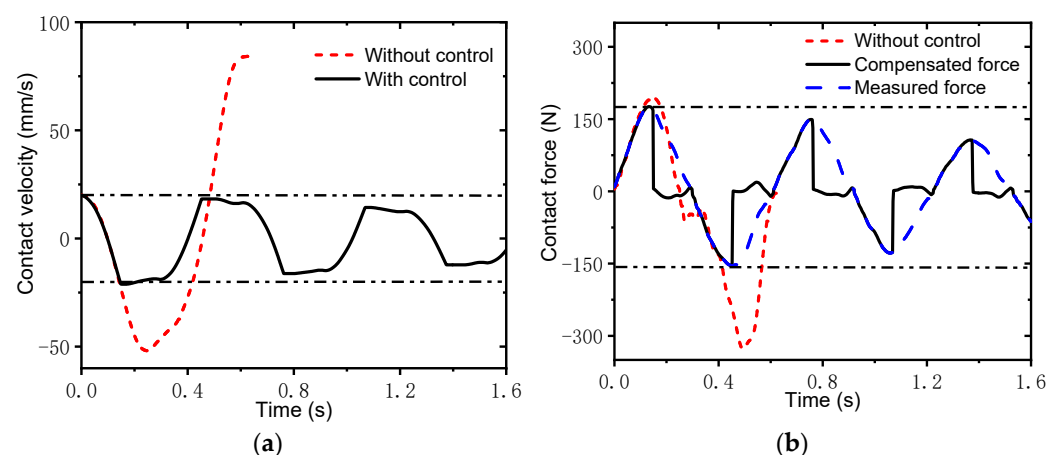 100
50
0
-50
Contact velocity (mm/s)
Without control
With control
0.0 0.4 0.8 1.2 1.6
Time (s)
(a)
300
150
0
-150
-300
Contact force (N)
Without control
Compensated force
Measured force
0.0 0.4 0.8 1.2 1.6
Time (s)
(b)